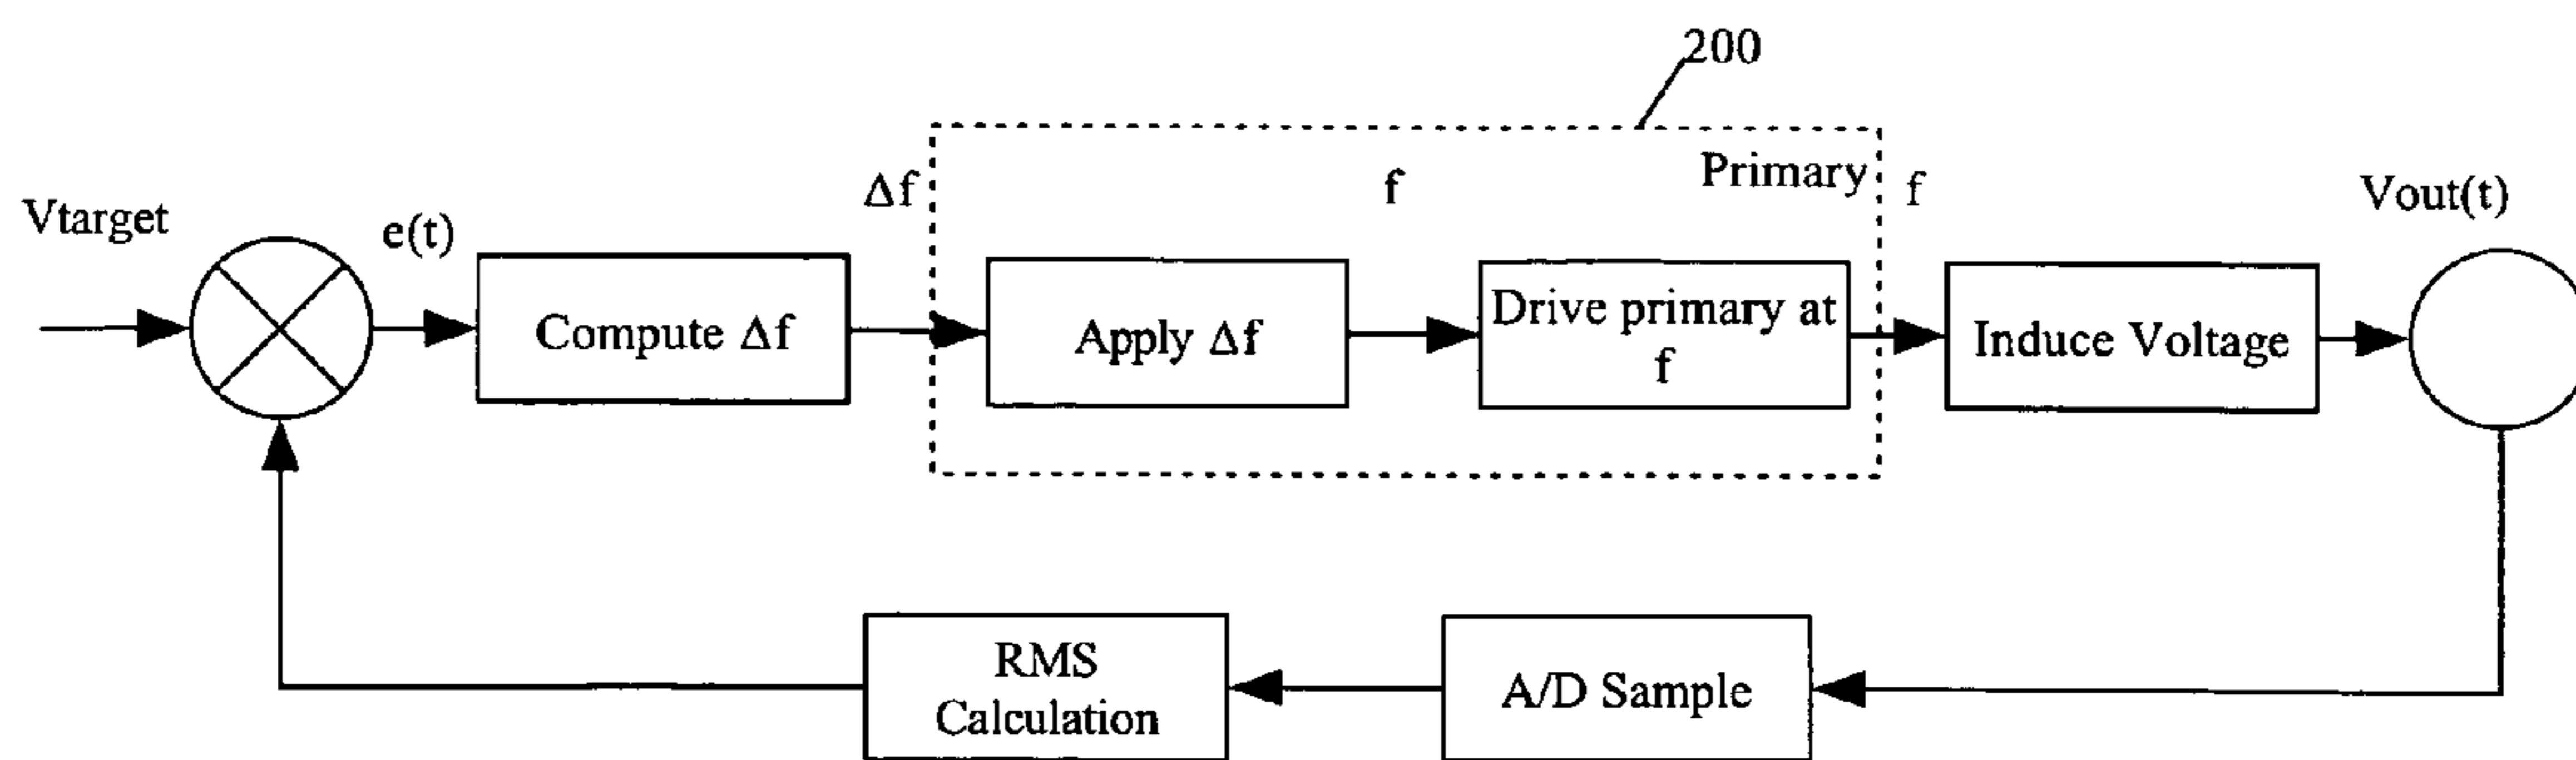 200
Primary
Δf
f
f
Vtarget
e(t)
Vout(t)
Compute Δf
Apply Δf
Drive primary at
f
Induce Voltage
RMS
Calculation
A/D Sample